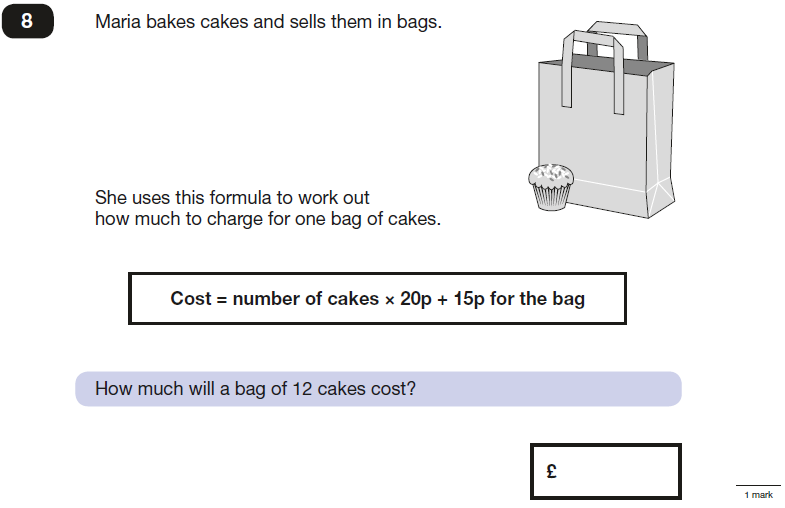 8
Maria bakes cakes and sells them in bags.
She uses this formula to work out
how much to charge for one bag of cakes.
Cost = number of cakes × 20p + 15p for the bag
How much will a bag of 12 cakes cost?
£
1 mark